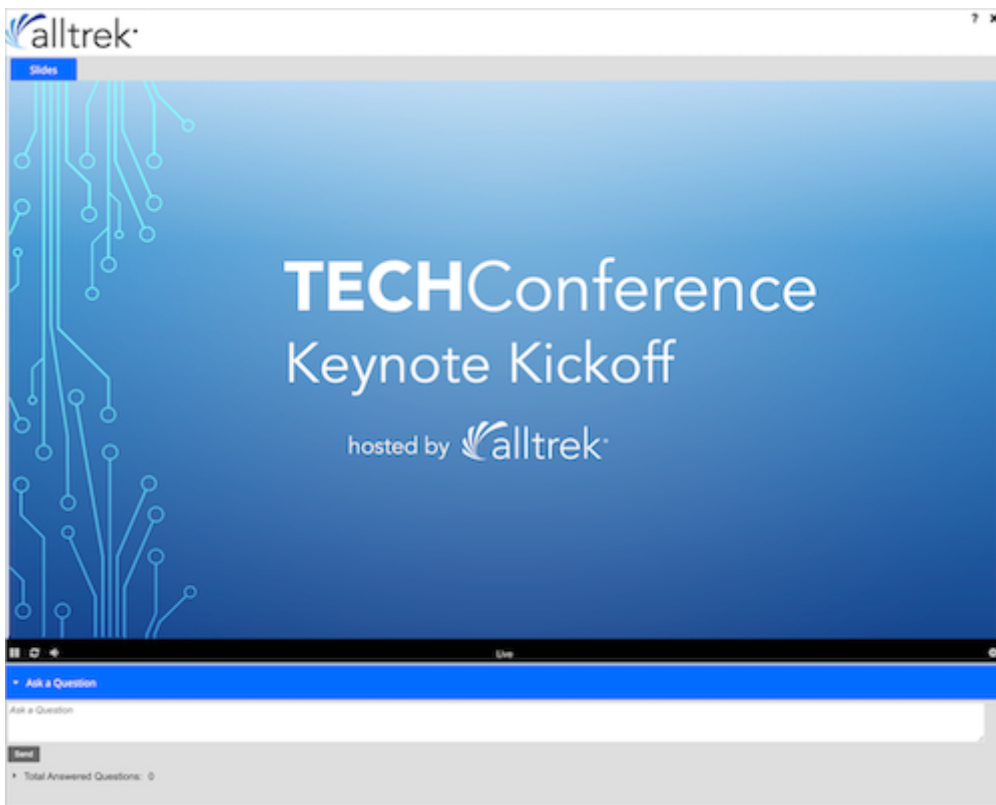 alltrek
?
Slides
TECHConference
Keynote Kickoff
hosted by alltrek
Live
Ask a Question
Ask a Question
Send
Total Answered Questions: 0